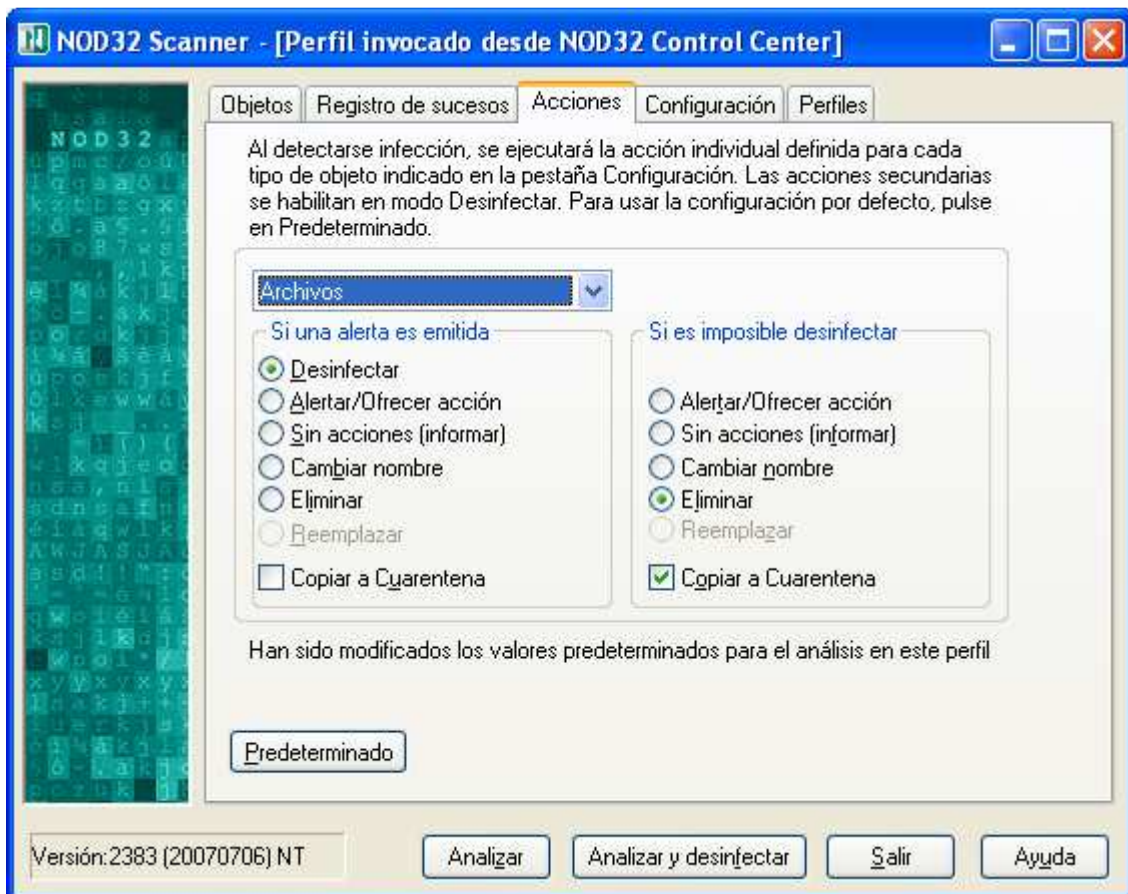 NOD32 Scanner - [Perfil invocado desde NOD32 Control Center]
NOD32
Objetos
Registro de sucesos
Acciones
Configuración
Perfiles
Al detectarse infección, se ejecutará la acción individual definida para cada
tipo de objeto indicado en la pestaña Configuración. Las acciones secundarias
se habilitan en modo Desinfectar. Para usar la configuración por defecto, pulse
en Predeterminado.
Archivos
Si una alerta es emitida
Desinfectar
Alertar/Ofrecer acción
Sin acciones (informar)
Cambiar nombre
Eliminar
Reemplazar
Copiar a Cuarentena
Si es imposible desinfectar
Alertar/Ofrecer acción
Sin acciones (informar)
Cambiar nombre
Eliminar
Reemplazar
Copiar a Cuarentena
Han sido modificados los valores predeterminados para el análisis en este perfil
Predeterminado
Versión:2383 (20070706) NT
Analizar
Analizar y desinfectar
Salir
Ayuda